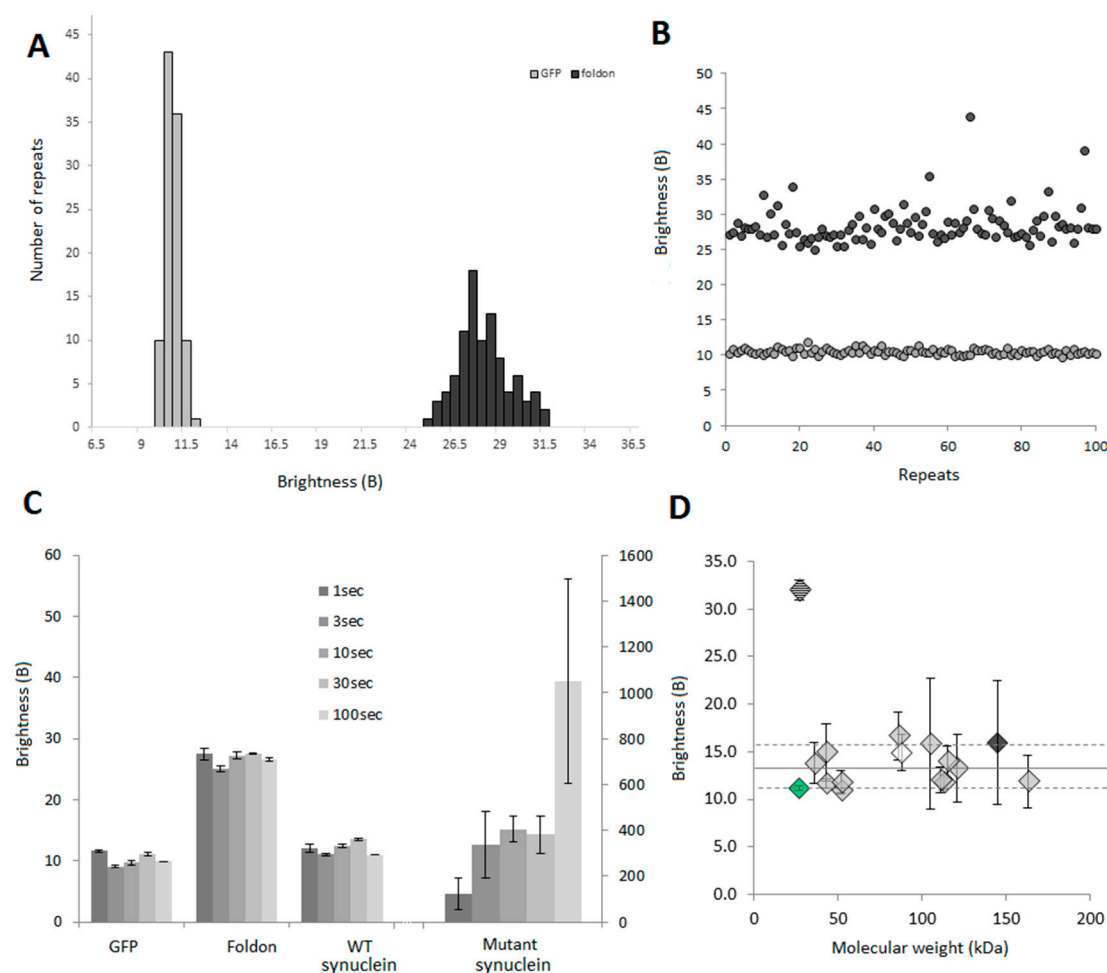 A
Number of repeats
45
40
35
30
25
20
15
10
5
0
GFP foldon
6.5 9 11.5 14 16.5 19 21.5 24 26.5 29 31.5 34 36.5
Brightness (B)
B
Brightness (B)
50
45
40
35
30
25
20
15
10
5
0
0 20 40 60 80 100
Repeats
C
Brightness (B)
60
50
40
30
20
10
0
1sec
3sec
10sec
30sec
100sec
1600
1400
1200
1000
800
600
400
200
0
GFP Foldon WT Mutant
synuclein synuclein
D
Brightness (B)
35.0
30.0
25.0
20.0
15.0
10.0
5.0
0.0
0 50 100 150 200
Molecular weight (kDa)